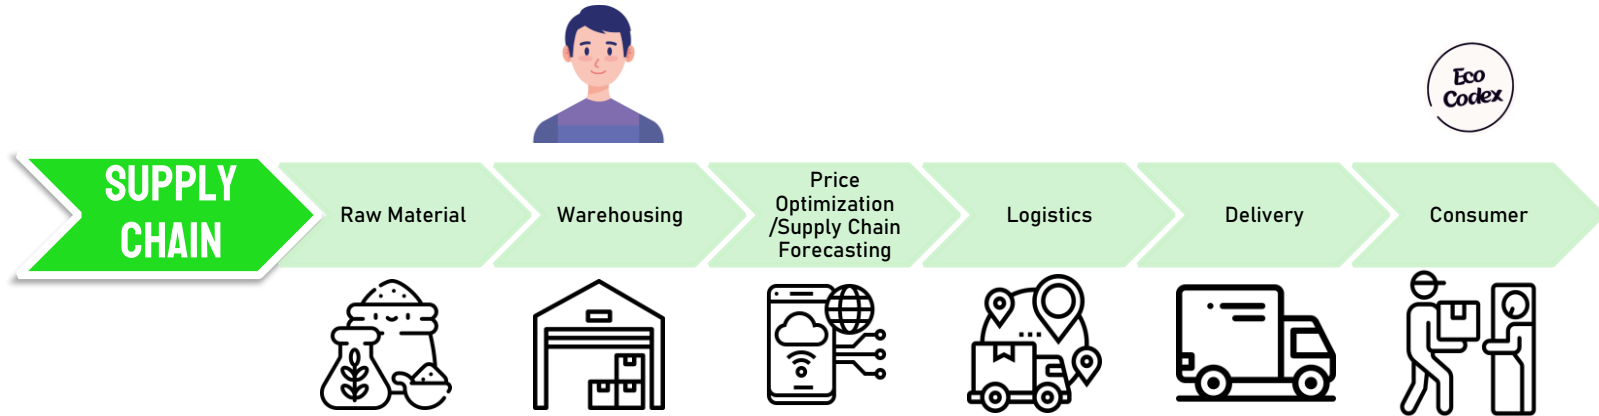 Eco
Codex
SUPPLY
CHAIN
Raw Material
Warehousing
Price
Optimization
/Supply Chain
Forecasting
Logistics
Delivery
Consumer